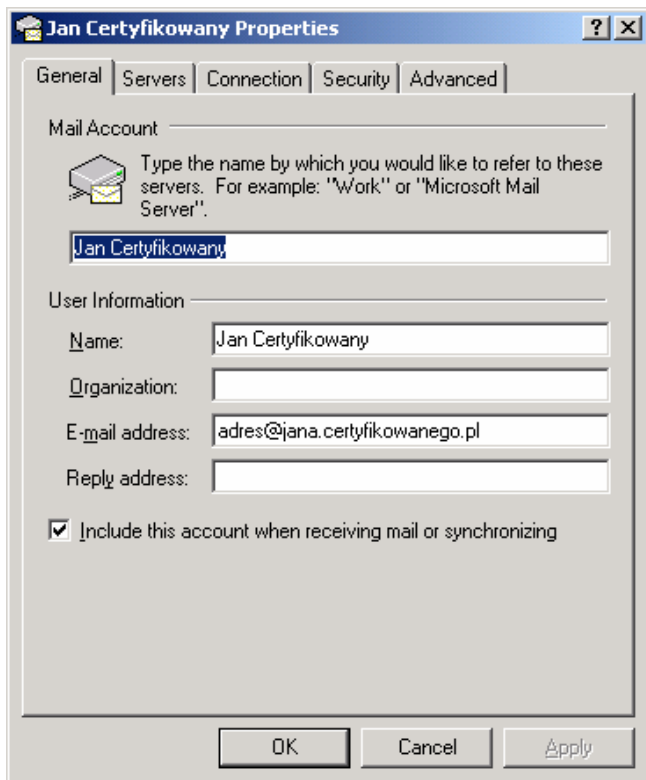 Jan Certyfikowany Properties
General Servers Connection Security Advanced
Mail Account
Type the name by which you would like to refer to these
servers. For example: "Work" or "Microsoft Mail
Server".
Jan Certyfikowany
User Information
Name: Jan Certyfikowany
Organization:
E-mail address: adres@jana.certyfikowanego.pl
Reply address:
Include this account when receiving mail or synchronizing
OK Cancel Apply